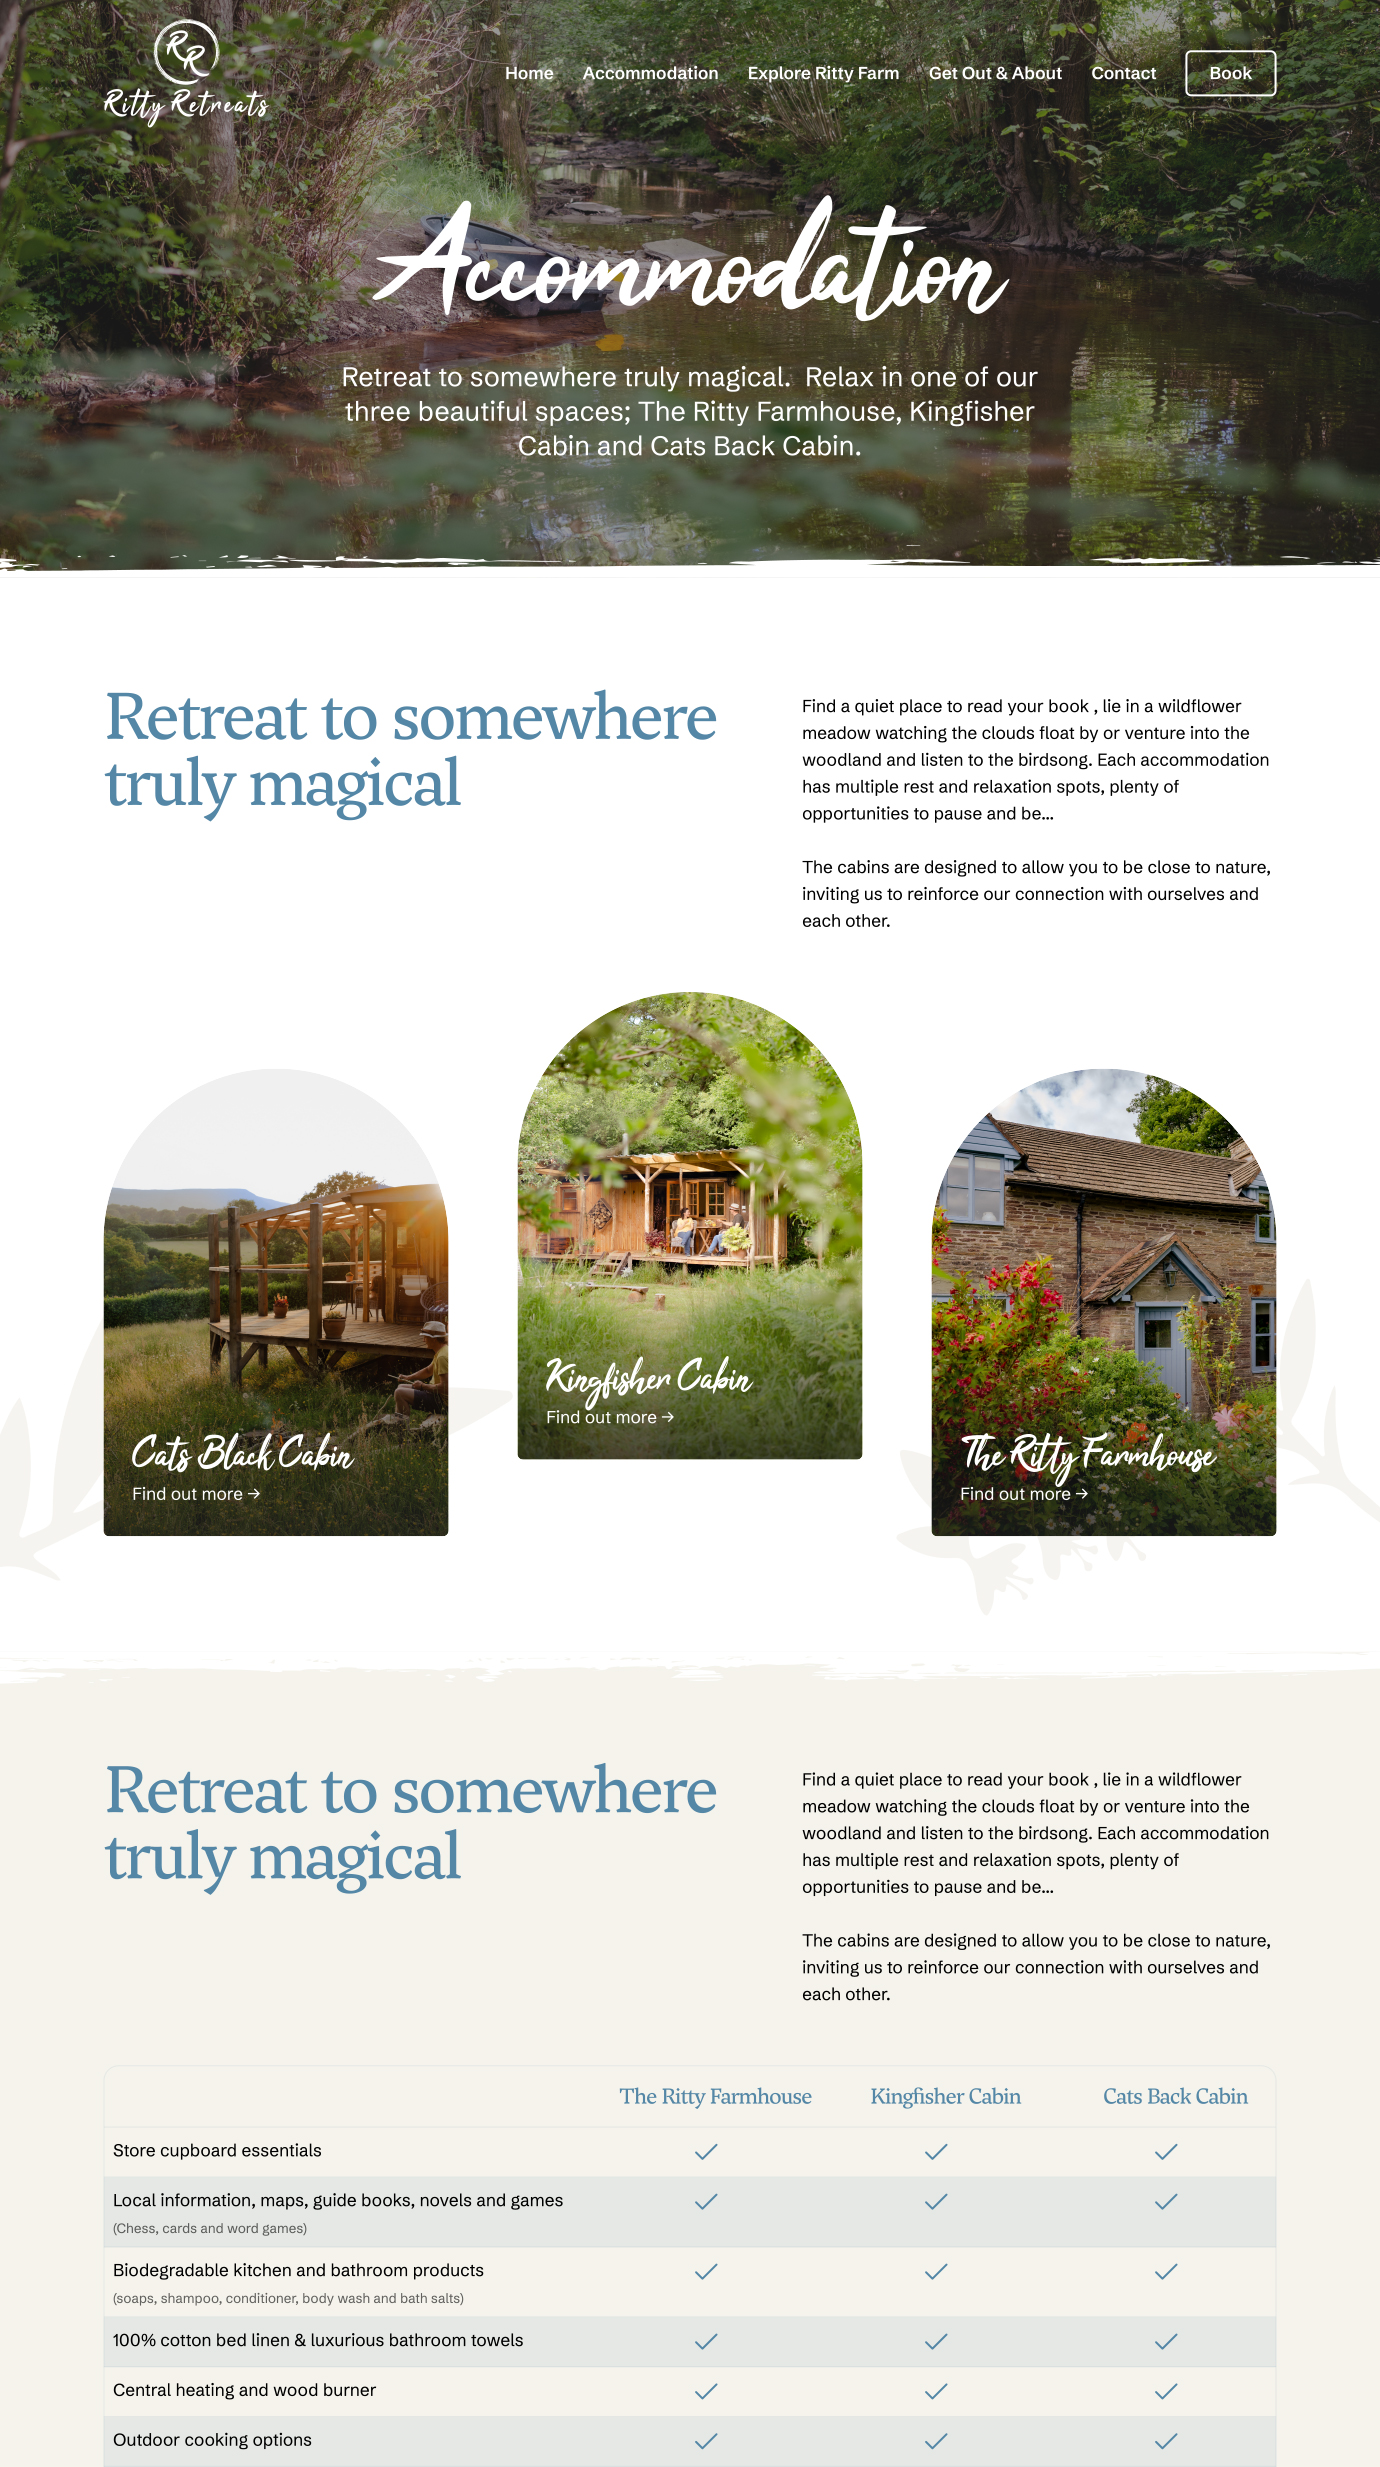 RR
Ritty Retreats
Home Accommodation Explore Ritty Farm Get Out & About Contact Book
Accommodation
Retreat to somewhere truly magical.  Relax in one of our
three beautiful spaces; The Ritty Farmhouse, Kingfisher
Cabin and Cats Back Cabin.
Retreat to somewhere
truly magical
Find a quiet place to read your book , lie in a wildflower
meadow watching the clouds float by or venture into the
woodland and listen to the birdsong. Each accommodation
has multiple rest and relaxation spots, plenty of
opportunities to pause and be...
The cabins are designed to allow you to be close to nature,
inviting us to reinforce our connection with ourselves and
each other.
Cats Black Cabin
Find out more →
Kingfisher Cabin
Find out more →
The Ritty Farmhouse
Find out more →
Retreat to somewhere
truly magical
Find a quiet place to read your book , lie in a wildflower
meadow watching the clouds float by or venture into the
woodland and listen to the birdsong. Each accommodation
has multiple rest and relaxation spots, plenty of
opportunities to pause and be...
The cabins are designed to allow you to be close to nature,
inviting us to reinforce our connection with ourselves and
each other.
The Ritty Farmhouse Kingfisher Cabin Cats Back Cabin
Store cupboard essentials
Local information, maps, guide books, novels and games
(Chess, cards and word games)
Biodegradable kitchen and bathroom products
(soaps, shampoo, conditioner, body wash and bath salts)
100% cotton bed linen & luxurious bathroom towels
Central heating and wood burner
Outdoor cooking options